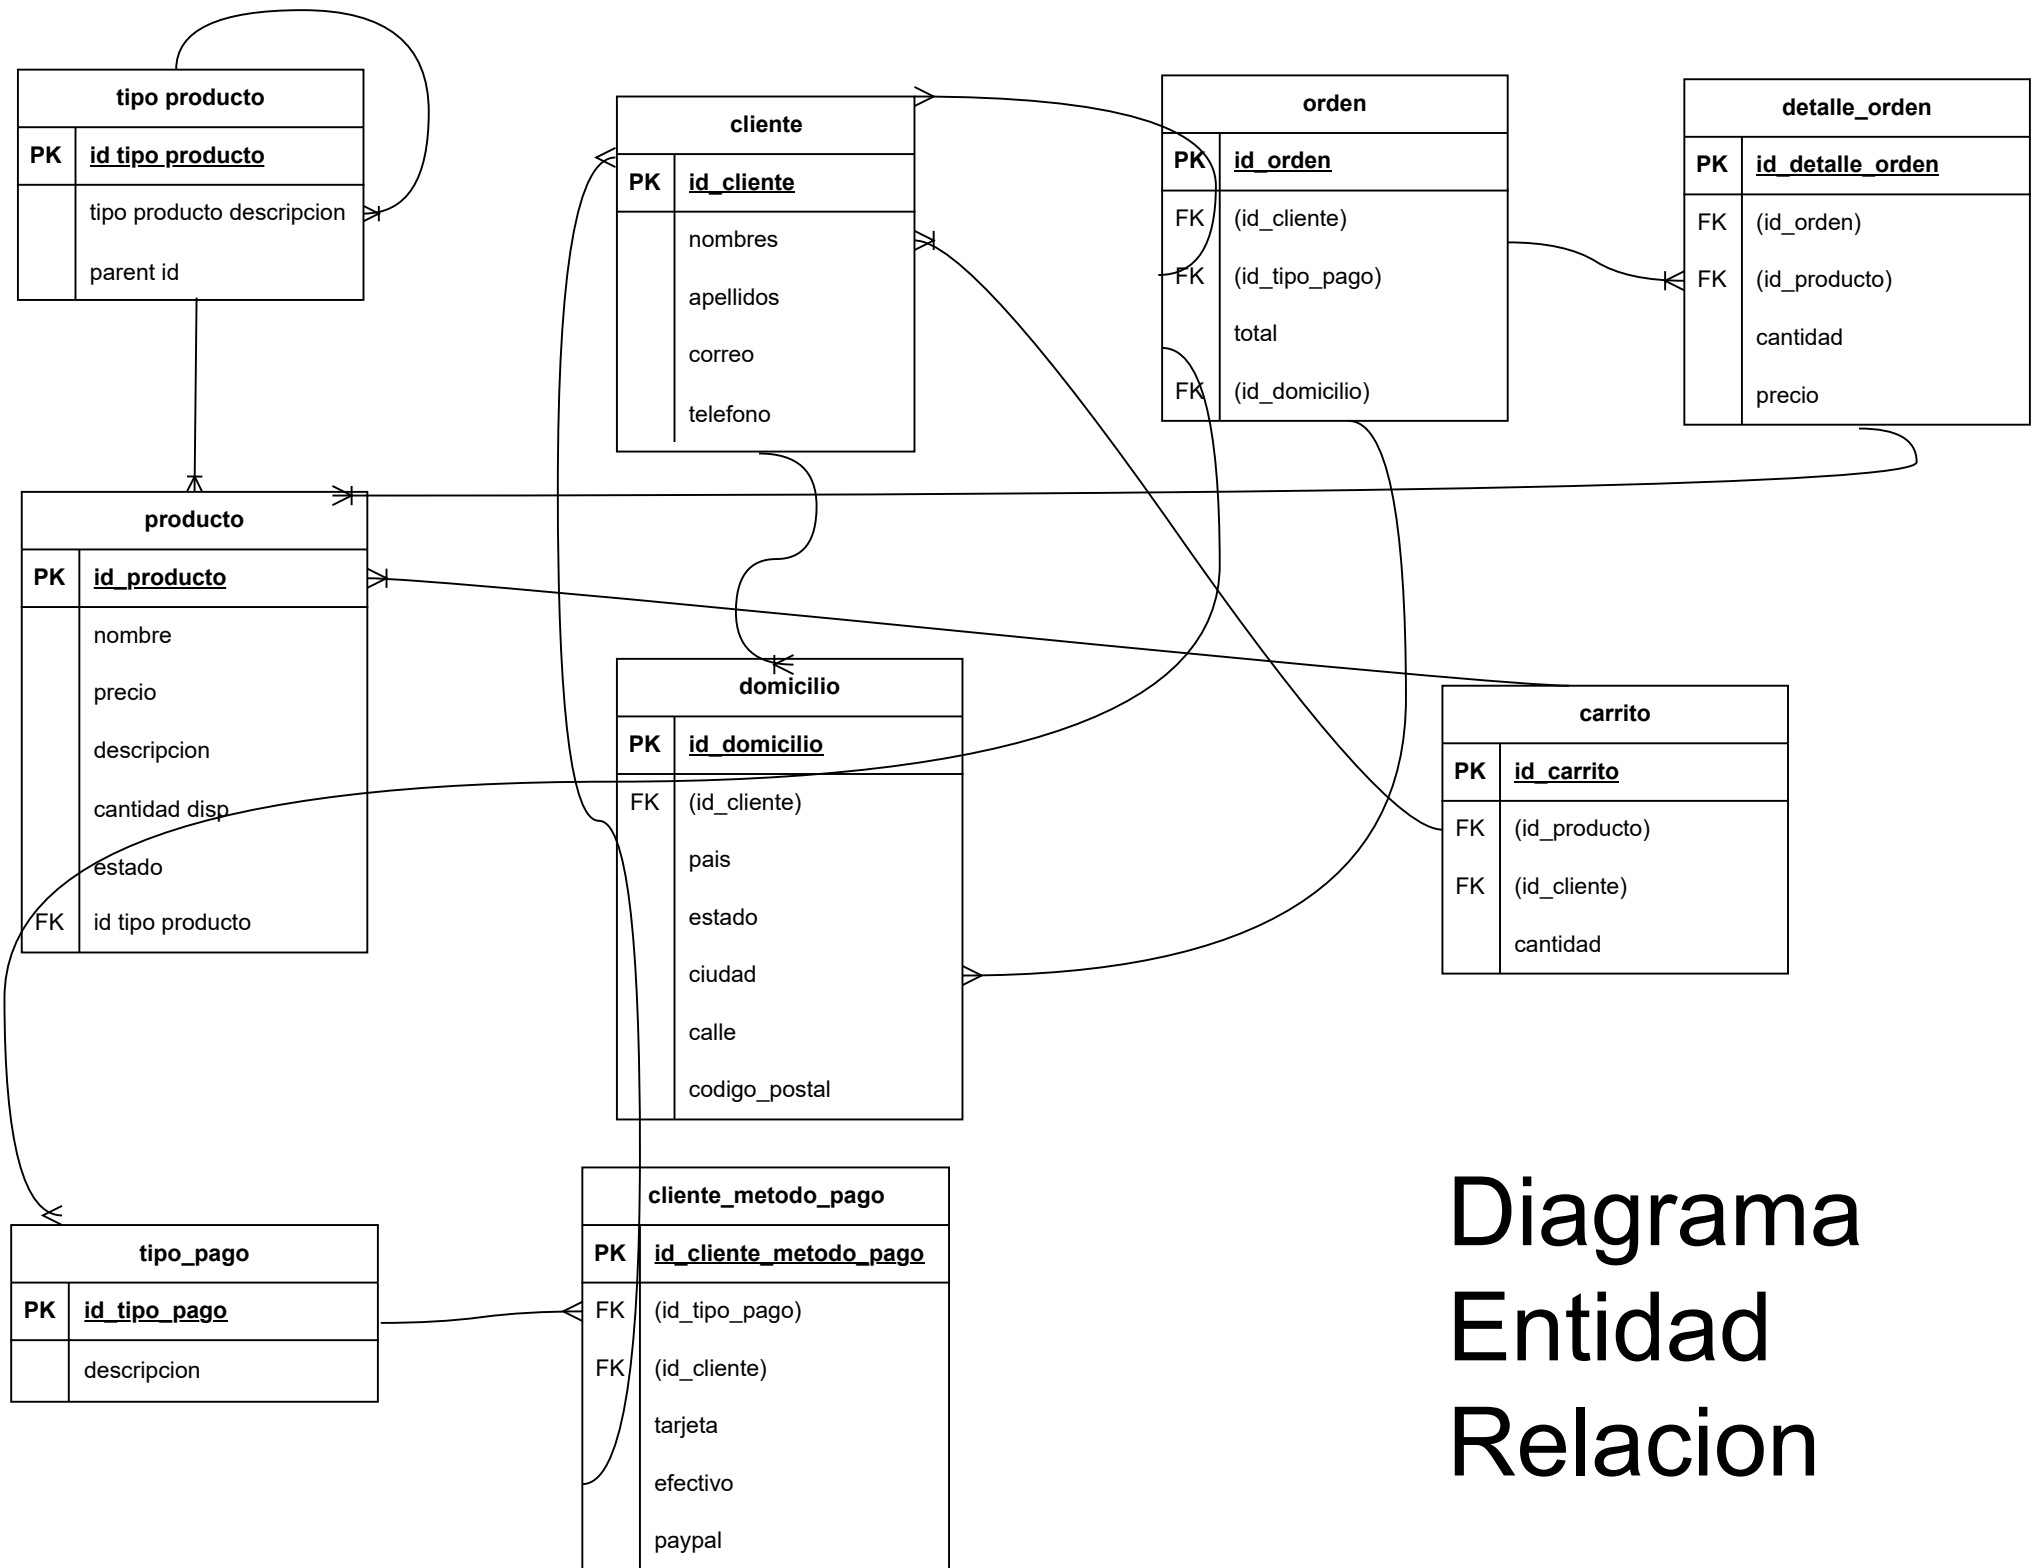 tipo producto
PK id tipo producto
tipo producto descripcion
parent id
cliente
PK id_cliente
nombres
apellidos
correo
telefono
orden
PK id_orden
FK (id_cliente)
FK (id_tipo_pago)
total
FK (id_domicilio)
detalle_orden
PK id_detalle_orden
FK (id_orden)
FK (id_producto)
cantidad
precio
producto
PK id_producto
nombre
precio
descripcion
cantidad disp
estado
FK id tipo producto
domicilio
PK id_domicilio
FK (id_cliente)
pais
estado
ciudad
calle
codigo_postal
carrito
PK id_carrito
FK (id_producto)
FK (id_cliente)
cantidad
tipo_pago
PK id_tipo_pago
descripcion
cliente_metodo_pago
PK id_cliente_metodo_pago
FK (id_tipo_pago)
FK (id_cliente)
tarjeta
efectivo
paypal
Diagrama
Entidad
Relacion